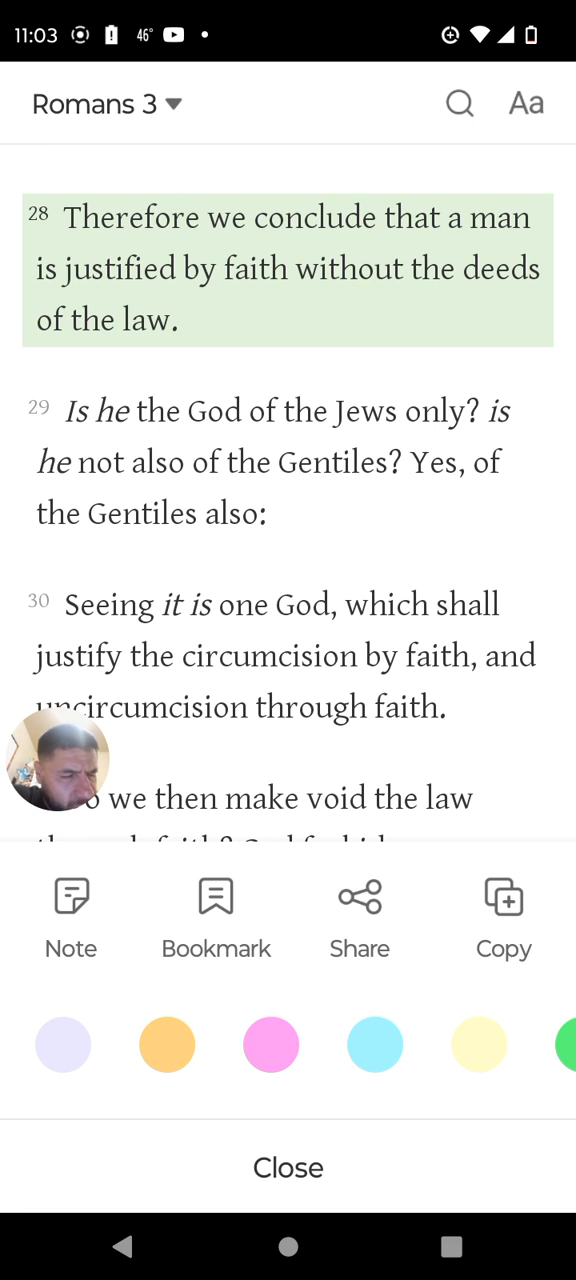 11:03 46°
Romans 3 Aa
28 Therefore we conclude that a man
is justified by faith without the deeds
of the law.
29 Is he the God of the Jews only? is
he not also of the Gentiles? Yes, of
the Gentiles also:
30 Seeing it is one God, which shall
justify the circumcision by faith, and
uncircumcision through faith.
we then make void the law
Note Bookmark Share Copy
Close